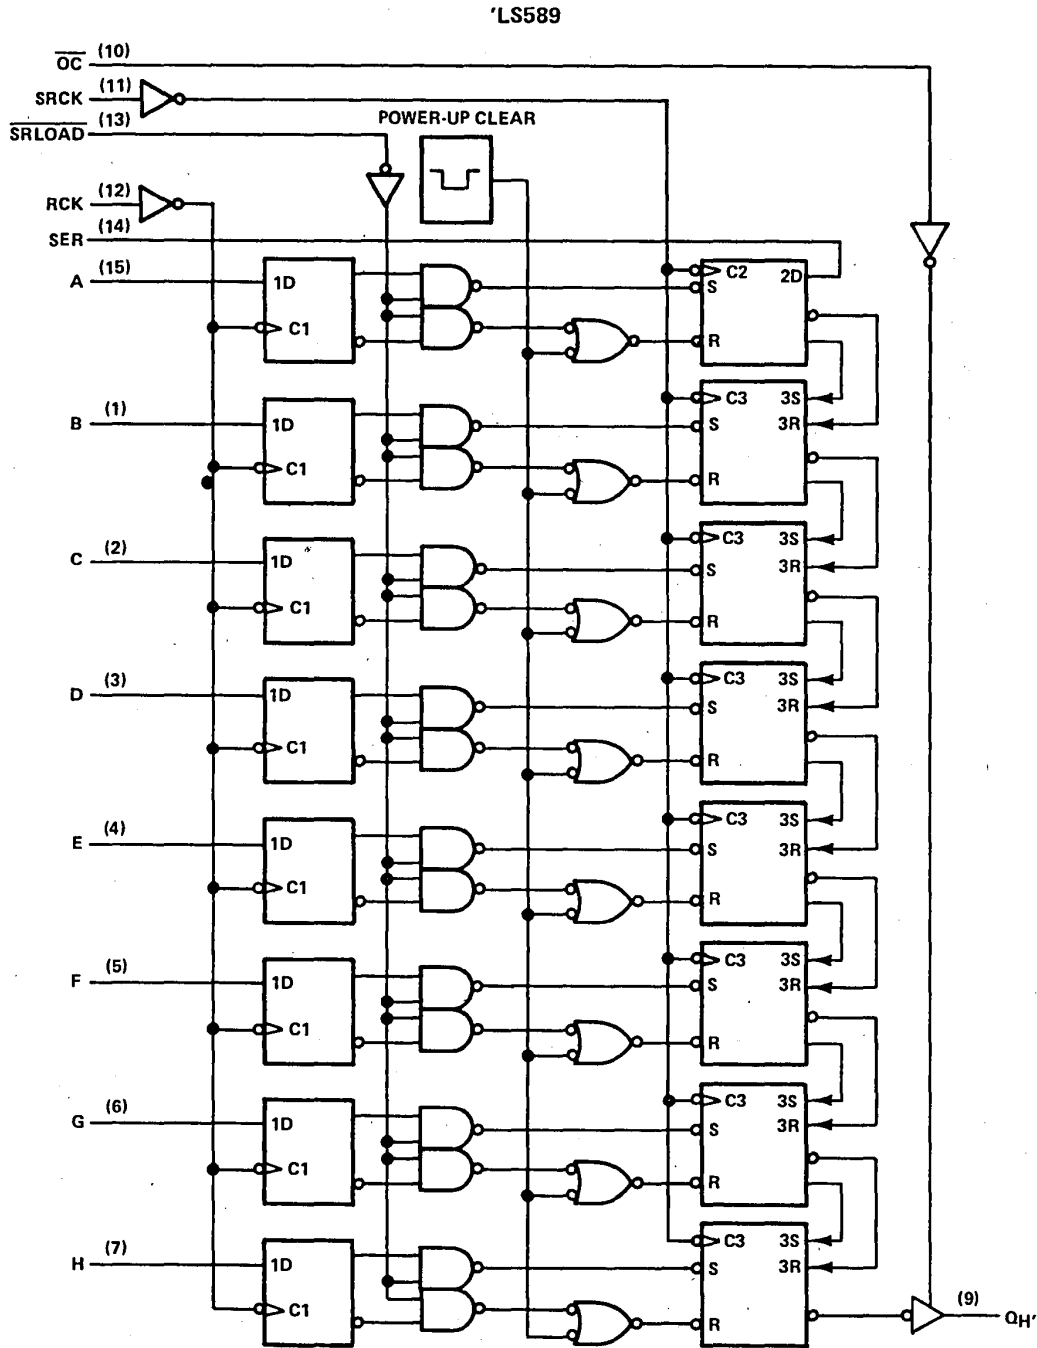 'LS589
OC (10)
SRCK (11)
SRLOAD (13)
POWER-UP CLEAR
RCK (12)
SER (14)
A (15)
1D
C1
C2
2D
S
R
B (1)
1D
C1
C3
3S
S
3R
R
C (2)
1D
C1
C3
3S
S
3R
R
D (3)
1D
C1
C3
3S
S
3R
R
E (4)
1D
C1
C3
3S
S
3R
R
F (5)
1D
C1
C3
3S
S
3R
R
G (6)
1D
C1
C3
3S
S
3R
R
H (7)
1D
C1
C3
3S
S
3R
R
(9)
QH'